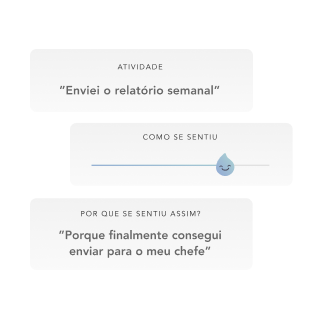 ATIVIDADE
"Enviei o relatório semanal"
COMO SE SENTIU
POR QUE SE SENTIU ASSIM?
"Porque finalmente consegui
enviar para o meu chefe"